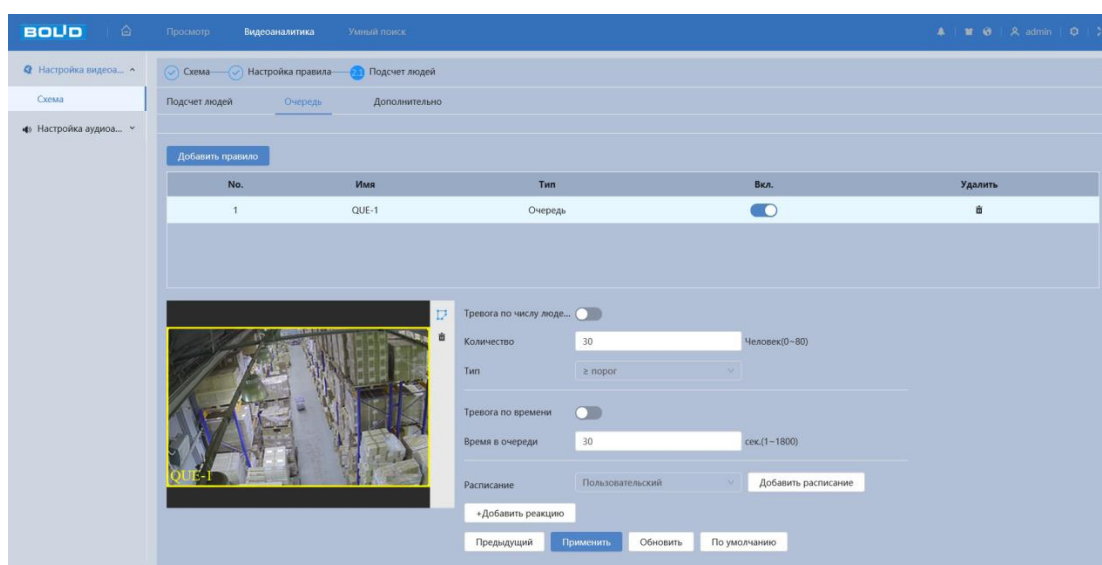 BOLID Просмотр Видеоаналитика Умный поиск admin
Настройка видеоа... Схема Настройка правила 2.1 Подсчет людей
Схема Подсчет людей Очередь Дополнительно
Настройка аудиоа...
Добавить правило
No. Имя Тип Вкл. Удалить
1 QUE-1 Очередь
Тревога по числу люде...
Количество 30 Человек(0~80)
Тип ≥ порог
Тревога по времени
Время в очереди 30 сек.(1~1800)
QUE-1
Расписание Пользовательский Добавить расписание
+Добавить реакцию
Предыдущий Применить Обновить По умолчанию